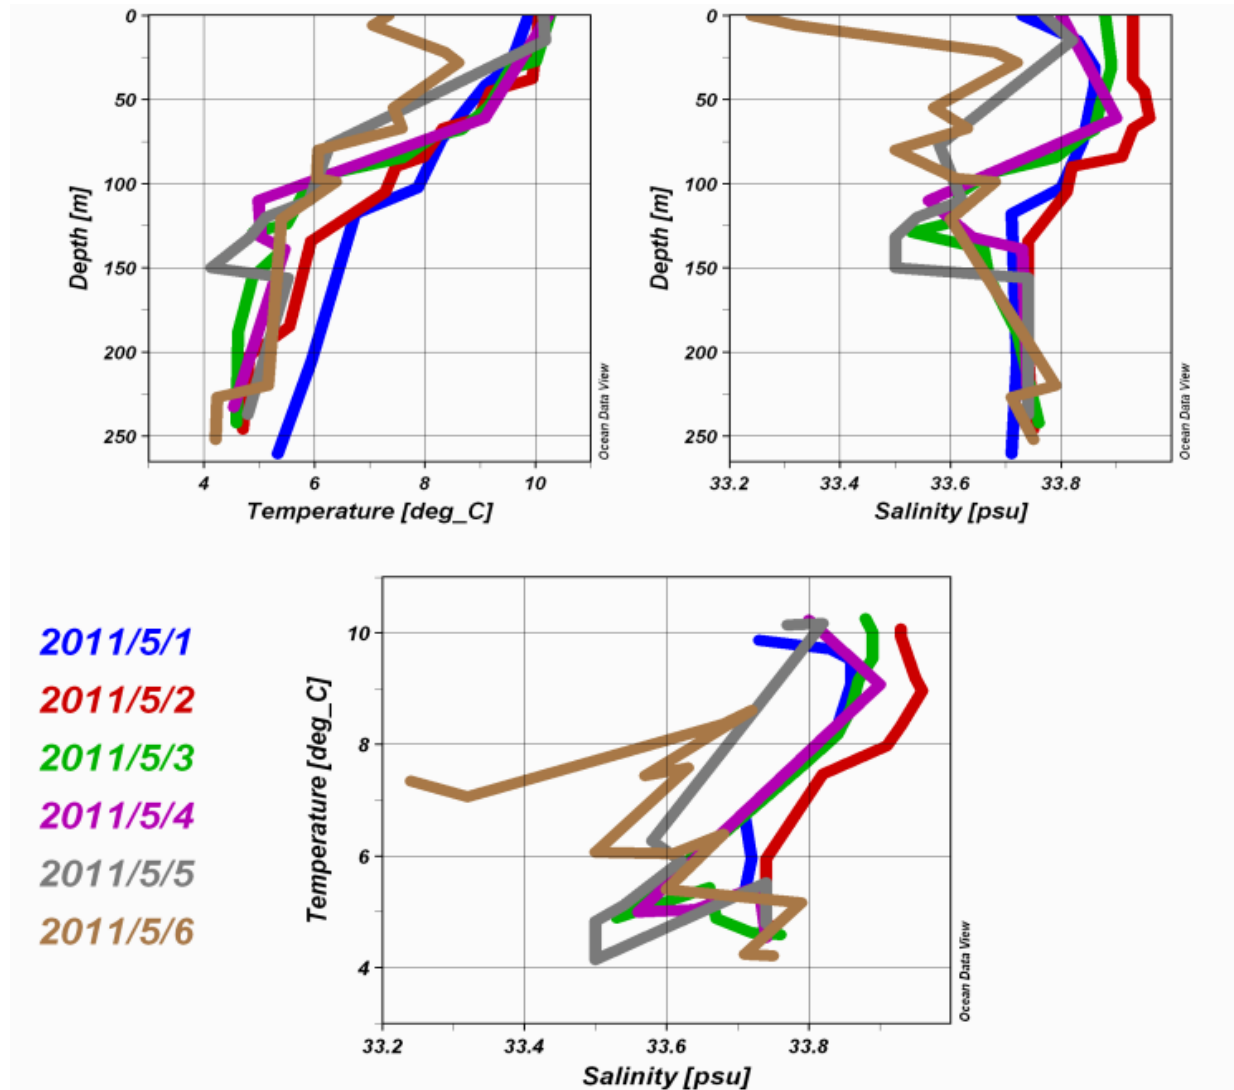 0
50
100
150
200
250
Depth [m]
4 6 8 10
Temperature [deg_C]
Ocean Data View
0
50
100
150
200
250
Depth [m]
33.2 33.4 33.6 33.8
Salinity [psu]
Ocean Data View
2011/5/1
2011/5/2
2011/5/3
2011/5/4
2011/5/5
2011/5/6
10
8
6
4
Temperature [deg_C]
33.2 33.4 33.6 33.8
Salinity [psu]
Ocean Data View